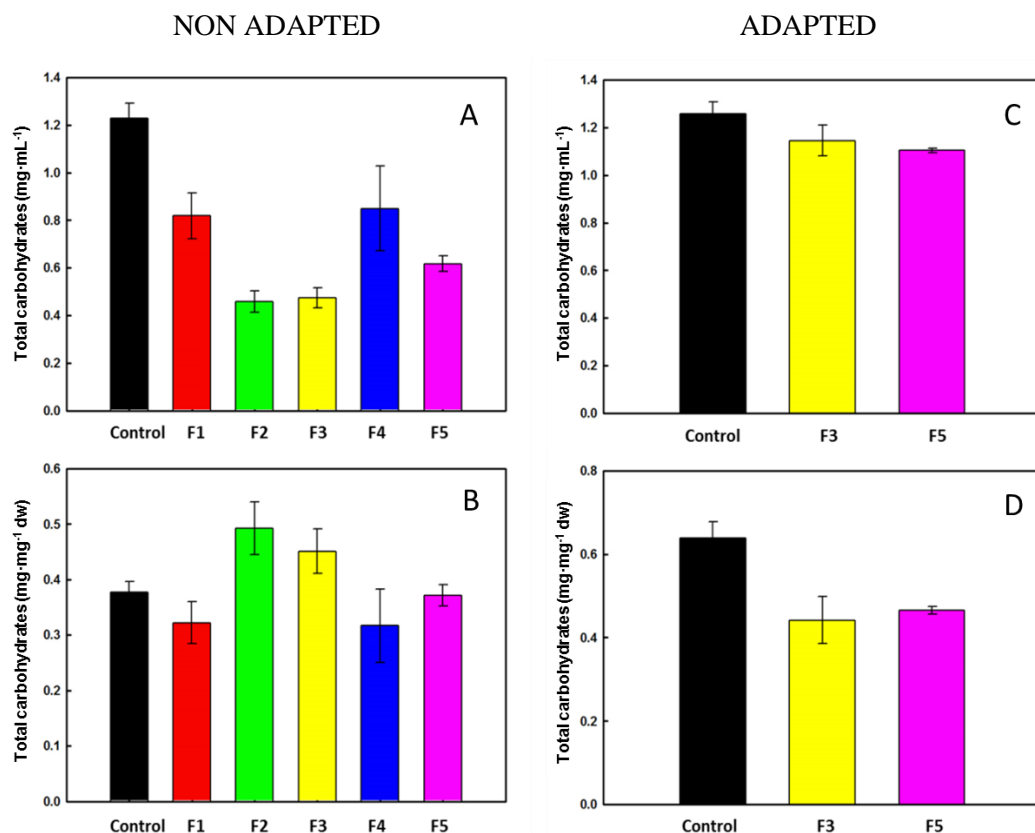 NON ADAPTED
ADAPTED
A
Total carbohydrates (mg·mL⁻¹)
1.4
1.2
1.0
0.8
0.6
0.4
0.2
0.0
Control F1 F2 F3 F4 F5
C
Total carbohydrates (mg·mL⁻¹)
1.4
1.2
1.0
0.8
0.6
0.4
0.2
0.0
Control F3 F5
B
Total carbohydrates (mg·mg⁻¹ dw)
0.6
0.5
0.4
0.3
0.2
0.1
0.0
Control F1 F2 F3 F4 F5
D
Total carbohydrates (mg·mg⁻¹ dw)
0.8
0.6
0.4
0.2
0.0
Control F3 F5